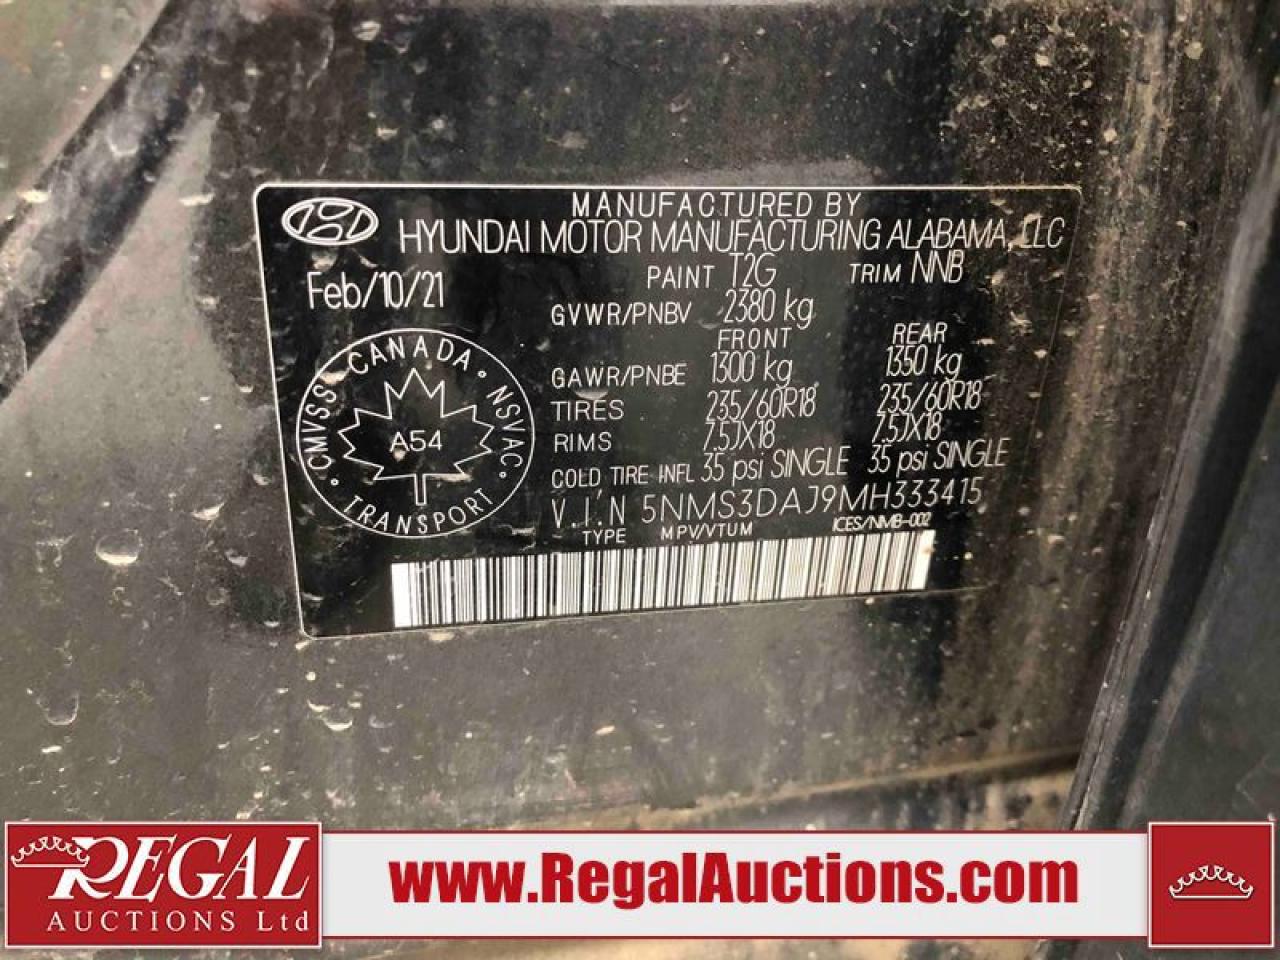 MANUFACTURED BY
HYUNDAI MOTOR MANUFACTURING ALABAMA, LLC
Feb/10/21
PAINT T2G TRIM NNB
GVWR/PNBV 2380 kg
FRONT REAR
GAWR/PNBE 1300 kg 1350 kg
TIRES 235/60R18 235/60R18
RIMS 7.5JX18 7.5JX18
COLD TIRE INFL 35 psi SINGLE 35 psi SINGLE
V.I.N 5NMS3DAJ9MH333415
TYPE MPV/VTUM ICES/NMB-002
CMVSS · CANADA · NSVAC
A54
TRANSPORT
REGAL
AUCTIONS Ltd
www.RegalAuctions.com